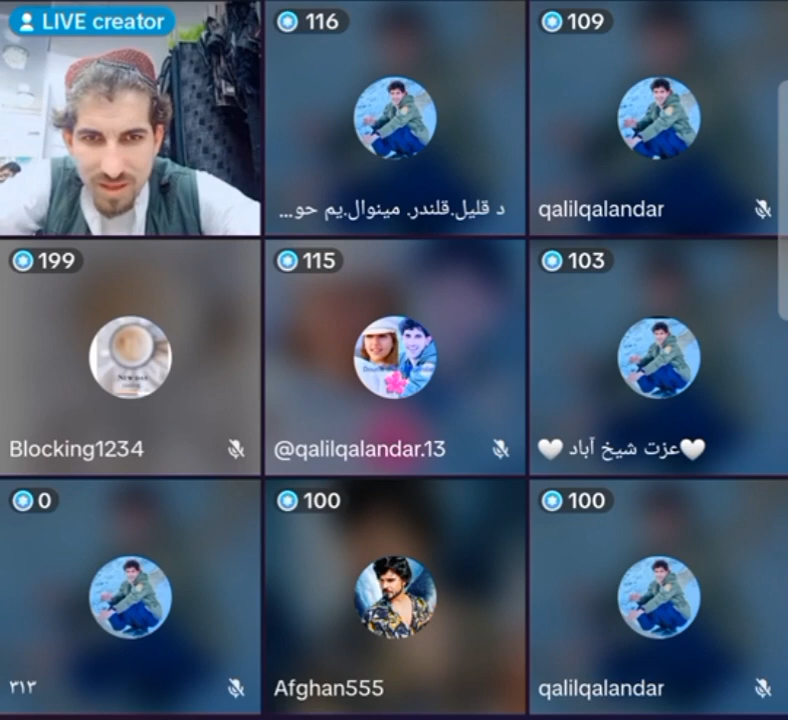 LIVE creator
116
109
د قلیل.قلندر. مینوال.یم حو...
qalilqalandar
199
115
103
Blocking1234
@qalilqalandar.13
🤍عزت شیخ آباد 🤍
0
100
100
۳۱۳
Afghan555
qalilqalandar